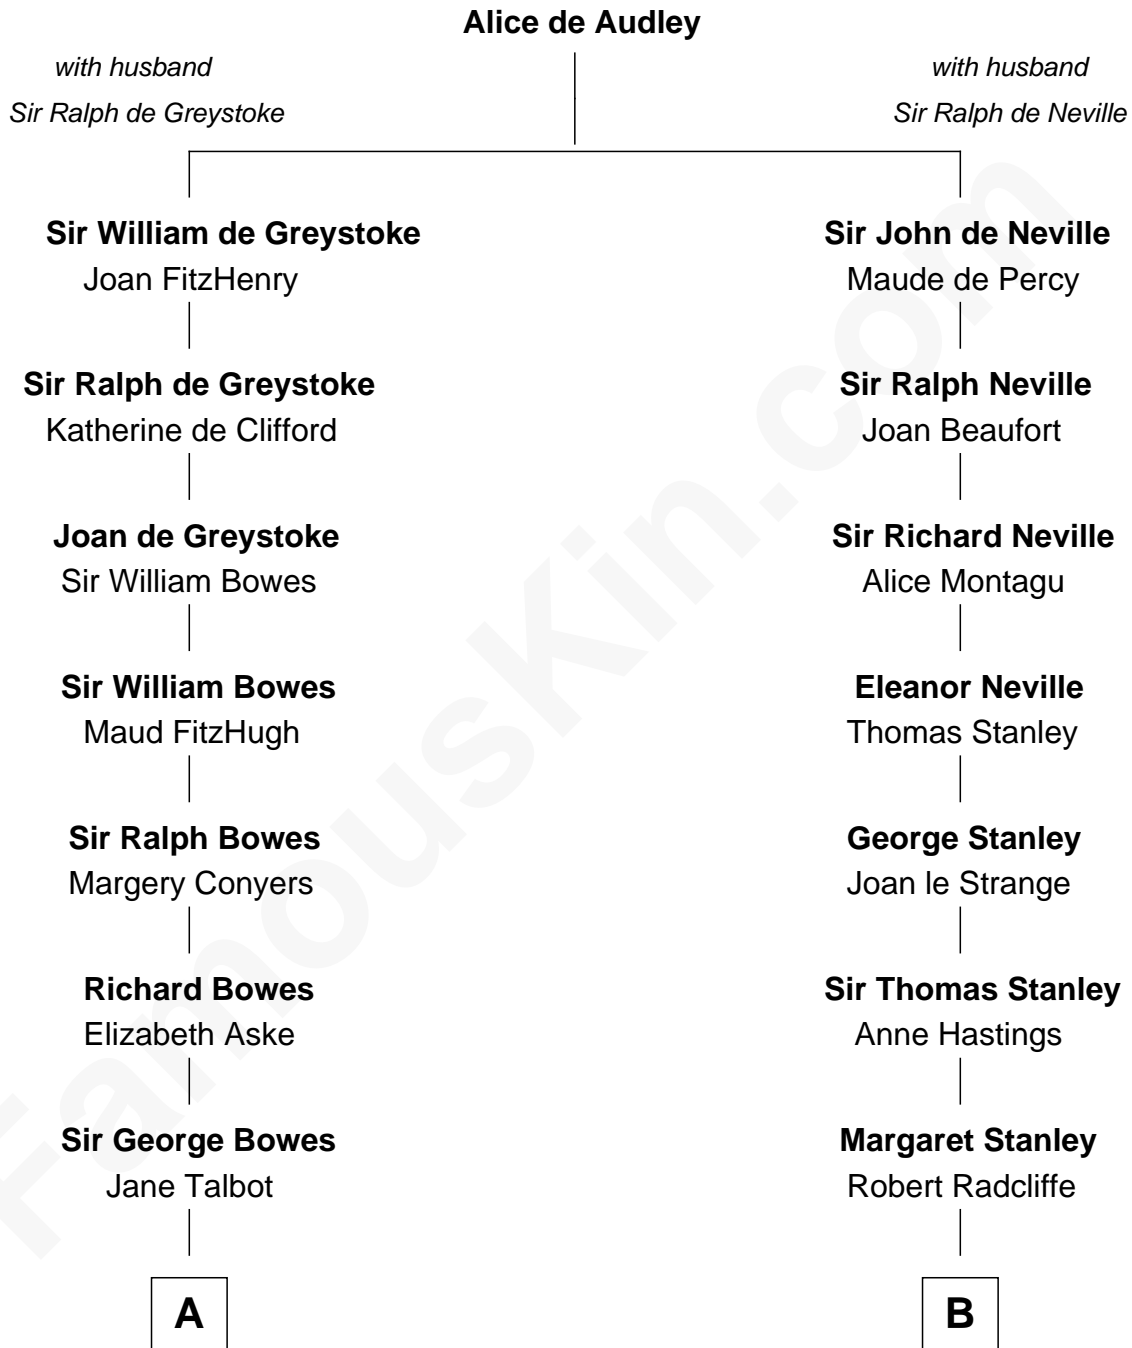 Alice de Audley
with husband
Sir Ralph de Greystoke
with husband
Sir Ralph de Neville
Sir William de Greystoke
Joan FitzHenry
Sir Ralph de Greystoke
Katherine de Clifford
Joan de Greystoke
Sir William Bowes
Sir William Bowes
Maud FitzHugh
Sir Ralph Bowes
Margery Conyers
Richard Bowes
Elizabeth Aske
Sir George Bowes
Jane Talbot
A
Sir John de Neville
Maude de Percy
Sir Ralph Neville
Joan Beaufort
Sir Richard Neville
Alice Montagu
Eleanor Neville
Thomas Stanley
George Stanley
Joan le Strange
Sir Thomas Stanley
Anne Hastings
Margaret Stanley
Robert Radcliffe
B
FamousKin.com